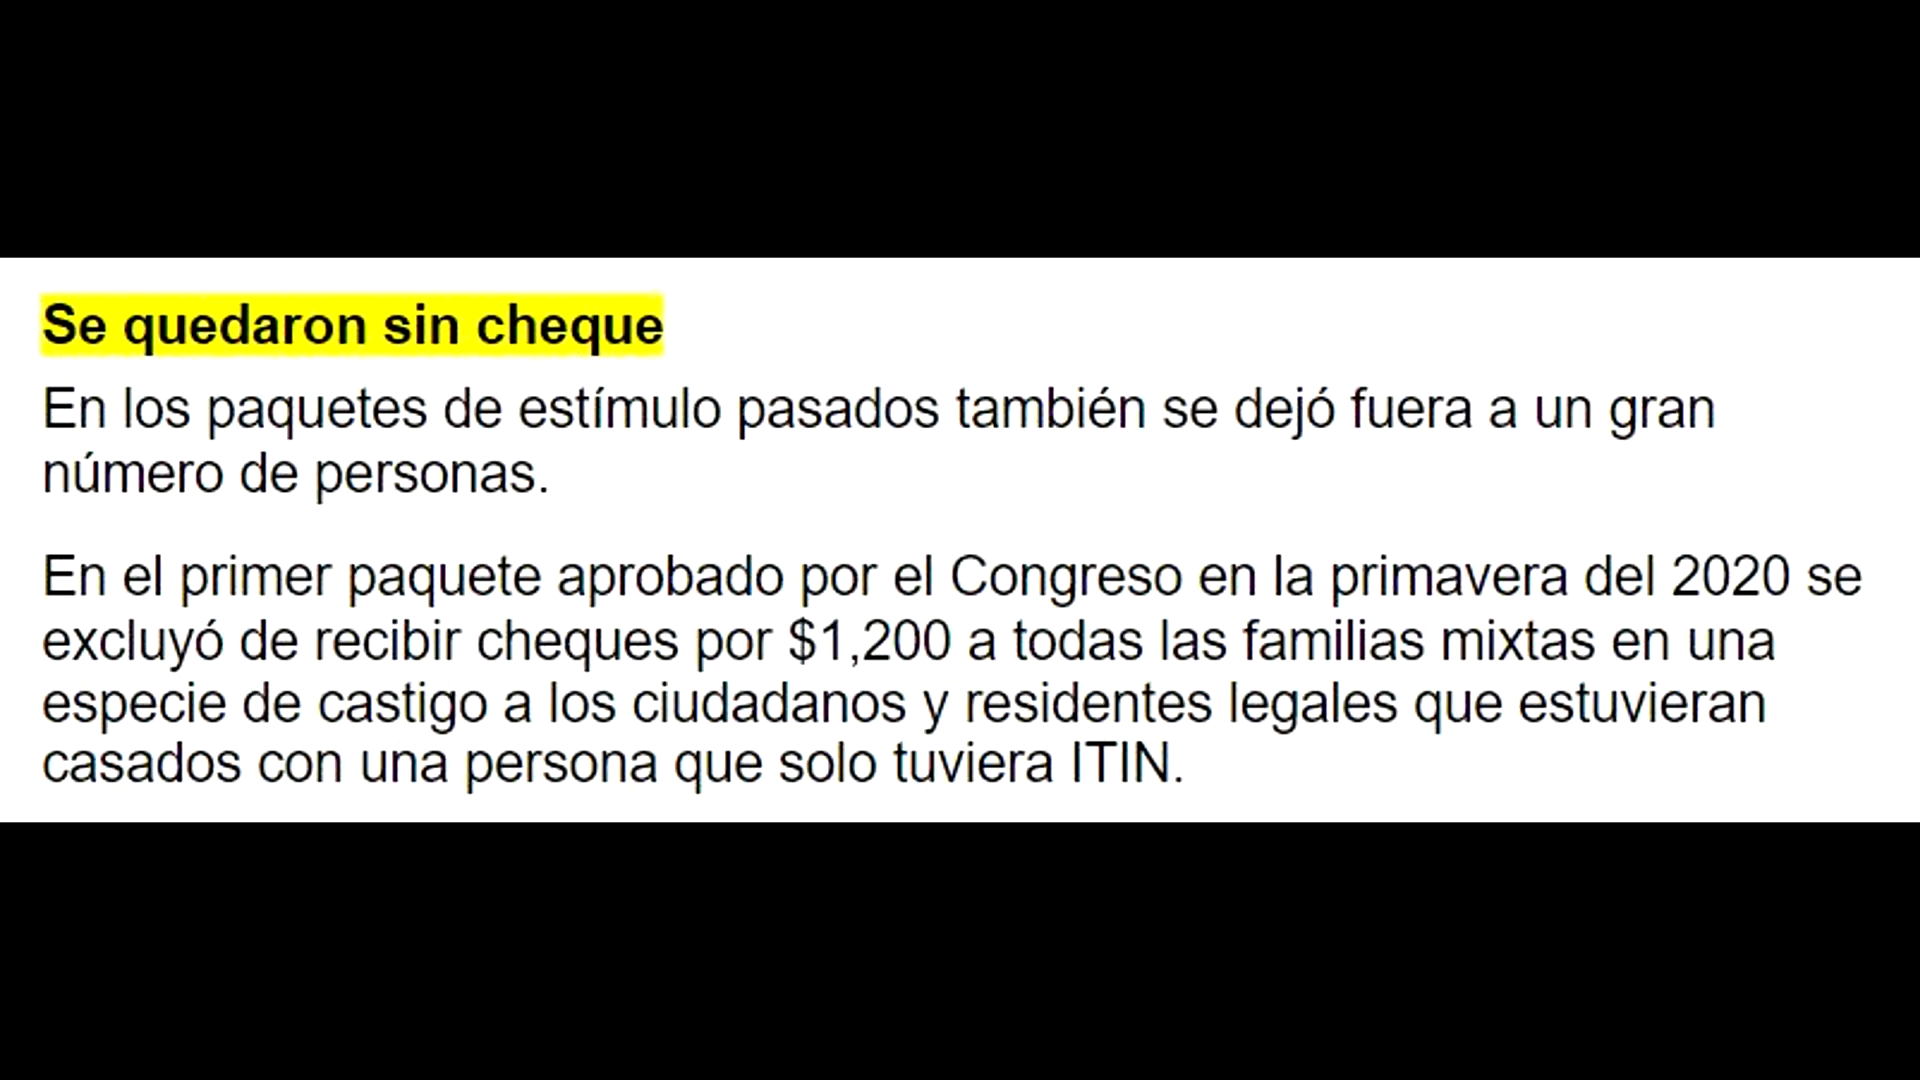 Se quedaron sin cheque
En los paquetes de estímulo pasados también se dejó fuera a un gran
número de personas.
En el primer paquete aprobado por el Congreso en la primavera del 2020 se
excluyó de recibir cheques por $1,200 a todas las familias mixtas en una
especie de castigo a los ciudadanos y residentes legales que estuvieran
casados con una persona que solo tuviera ITIN.